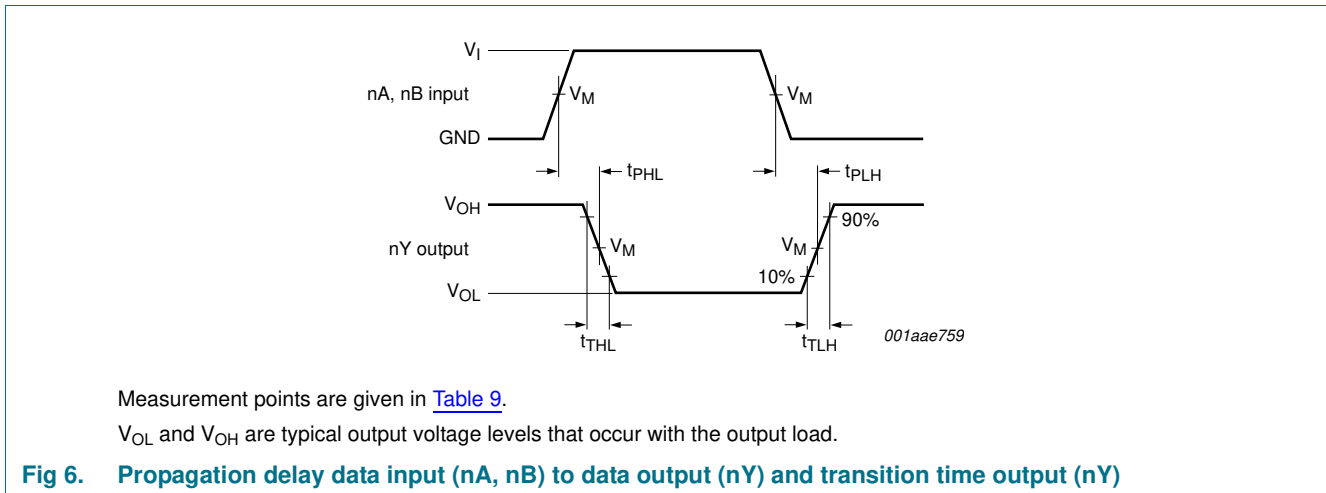 VI
nA, nB input
VM
VM
GND
tPHL
tPLH
VOH
90%
nY output
VM
VM
10%
VOL
tTHL
tTLH
001aae759
Measurement points are given in Table 9.
VOL and VOH are typical output voltage levels that occur with the output load.
Fig 6. Propagation delay data input (nA, nB) to data output (nY) and transition time output (nY)